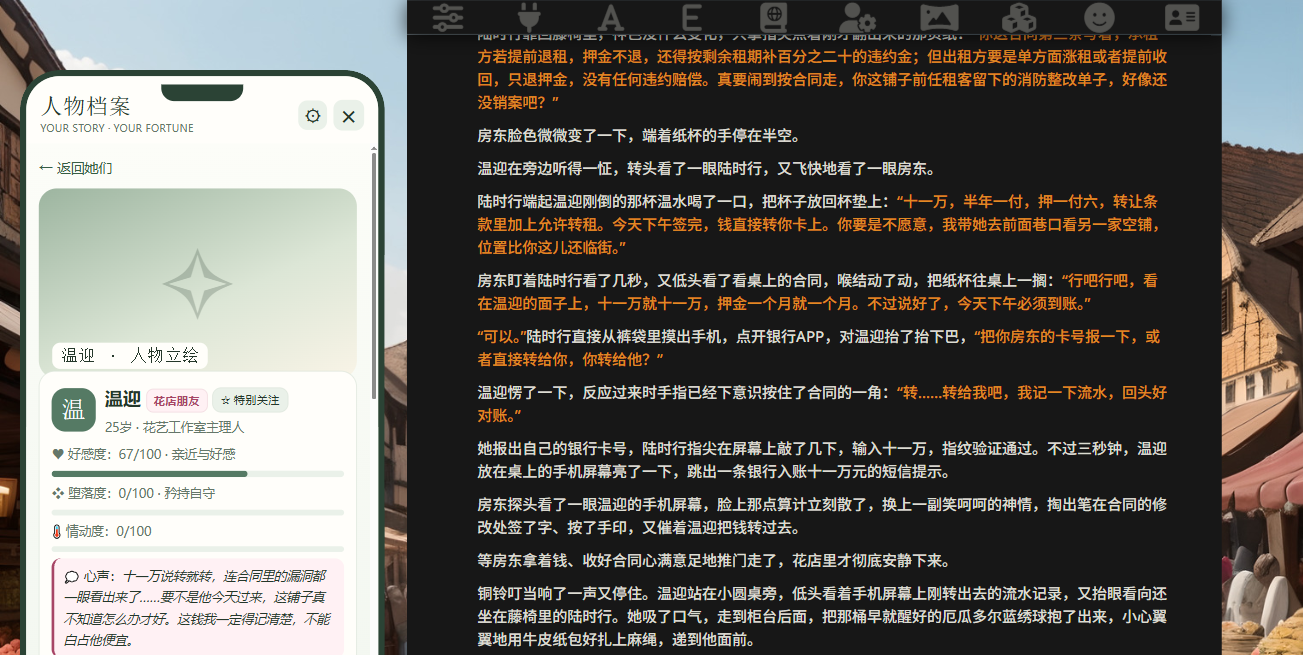 人物档案
YOUR STORY · YOUR FORTUNE
← 返回她们
温迎 · 人物立绘
温
温迎 花店朋友 ☆ 特别关注
25岁 · 花艺工作室主理人
♥ 好感度：67/100 · 亲近与好感
堕落度：0/100 · 矜持自守
情动度：0/100
心声：十一万说转就转，连合同里的漏洞都
一眼看出来了……要不是他今天过来，这铺子真
不知道怎么办才好。这钱我一定得记清楚，不能
白占他便宜。
方若提前退租，押金不退，还得按剩余租期补百分之二十的违约金；但出租方要是单方面涨租或者提前收
回，只退押金，没有任何违约赔偿。真要闹到按合同走，你这铺子前任租客留下的消防整改单子，好像还
没销案吧？”
房东脸色微微变了一下，端着纸杯的手停在半空。
温迎在旁边听得一怔，转头看了一眼陆时行，又飞快地看了一眼房东。
陆时行端起温迎刚倒的那杯温水喝了一口，把杯子放回杯垫上：“十一万，半年一付，押一付六，转让条
款里加上允许转租。今天下午签完，钱直接转你卡上。你要是不愿意，我带她去前面巷口看另一家空铺，
位置比你这儿还临街。”
房东盯着陆时行看了几秒，又低头看了看桌上的合同，喉结动了动，把纸杯往桌上一搁：“行吧行吧，看
在温迎的面子上，十一万就十一万，押金一个月就一个月。不过说好了，今天下午必须到账。”
“可以。”陆时行直接从裤袋里摸出手机，点开银行APP，对温迎抬了抬下巴，“把你房东的卡号报一下，或
者直接转给你，你转给他？”
温迎愣了一下，反应过来时手指已经下意识按住了合同的一角：“转……转给我吧，我记一下流水，回头好
对账。”
她报出自己的银行卡号，陆时行指尖在屏幕上敲了几下，输入十一万，指纹验证通过。不过三秒钟，温迎
放在桌上的手机屏幕亮了一下，跳出一条银行入账十一万元的短信提示。
房东探头看了一眼温迎的手机屏幕，脸上那点算计立刻散了，换上一副笑呵呵的神情，掏出笔在合同的修
改处签了字、按了手印，又催着温迎把钱转过去。
等房东拿着钱、收好合同心满意足地推门走了，花店里才彻底安静下来。
铜铃叮当响了一声又停住。温迎站在小圆桌旁，低头看着手机屏幕上刚转出去的流水记录，又抬眼看向还
坐在藤椅里的陆时行。她吸了口气，走到柜台后面，把那桶早就醒好的厄瓜多尔蓝绣球抱了出来，小心翼
翼地用牛皮纸包好扎上麻绳，递到他面前。